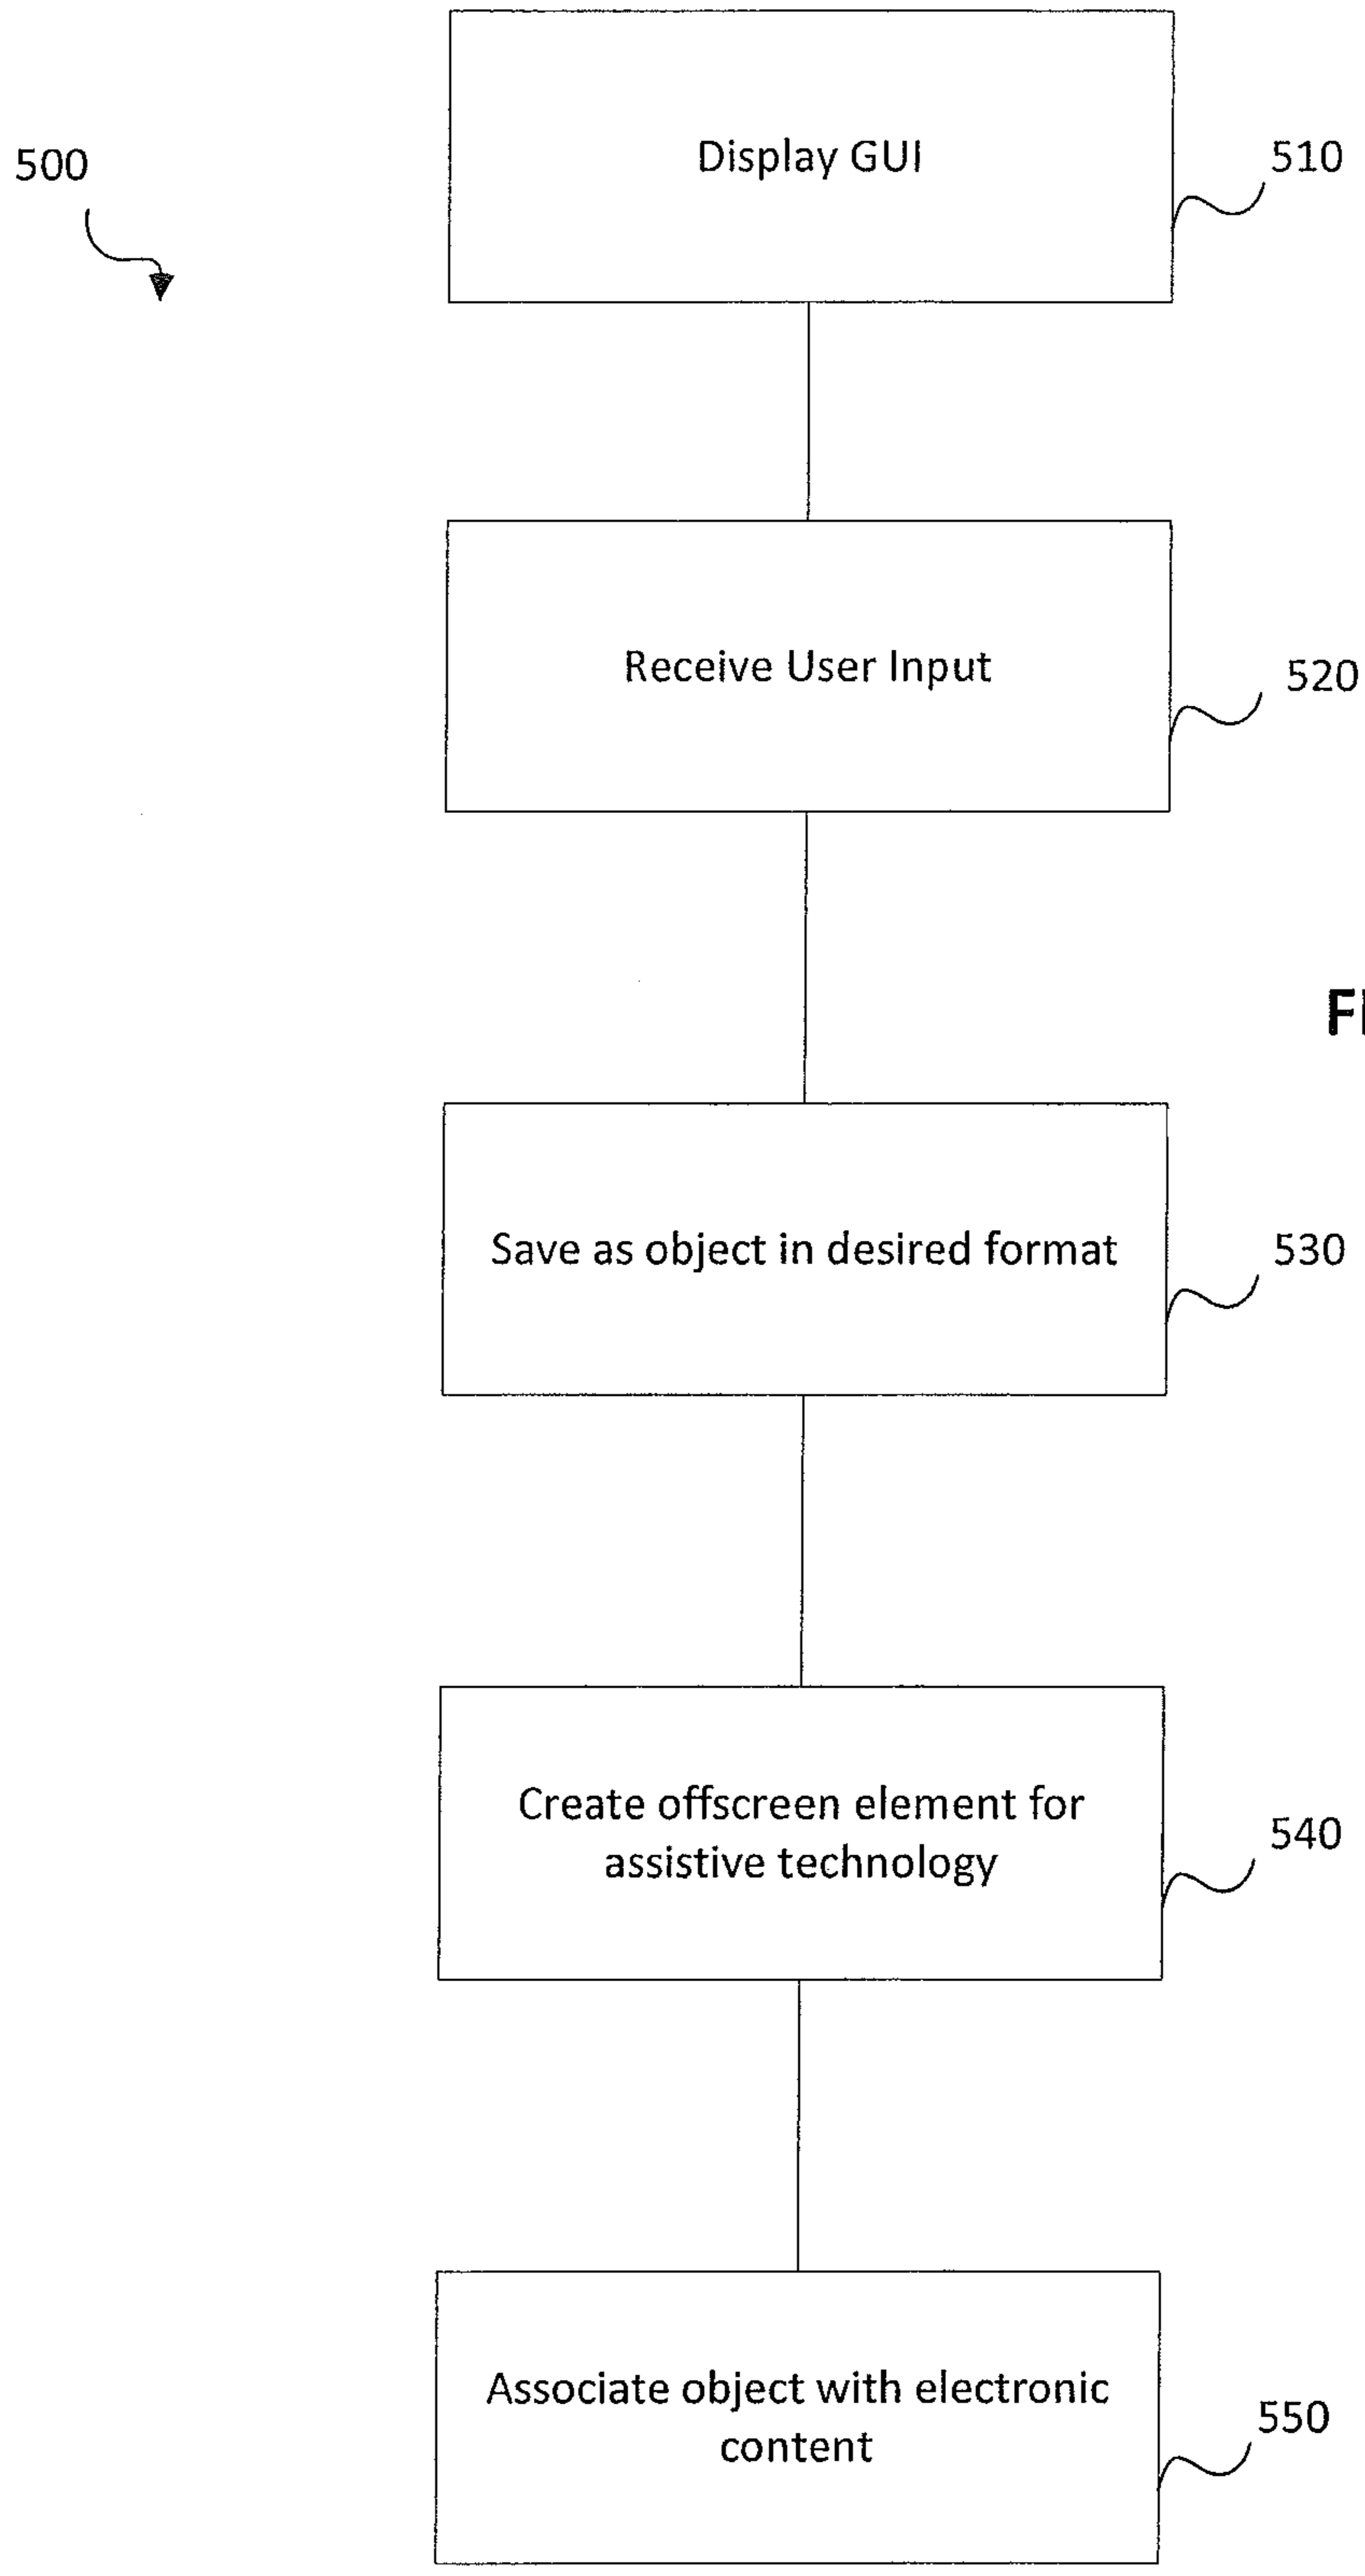 500
Display GUI
510
Receive User Input
520
Save as object in desired format
530
Create offscreen element for
assistive technology
540
Associate object with electronic
content
550